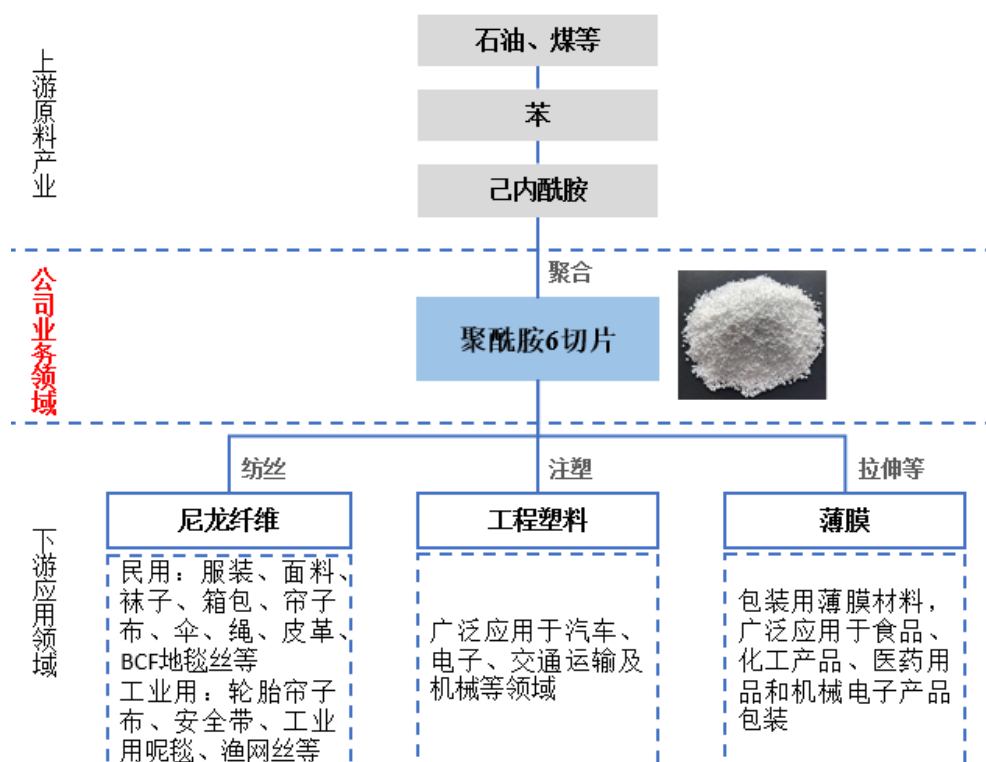 上游原料产业
石油、煤等
苯
己内酰胺
公司业务领域
聚合
聚酰胺6切片
下游应用领域
纺丝
注塑
拉伸等
尼龙纤维
工程塑料
薄膜
民用：服装、面料、
袜子、箱包、帘子
布、伞、绳、皮革、
BCF地毯丝等
工业用：轮胎帘子
布、安全带、工业
用呢毯、渔网丝等
广泛应用于汽车、
电子、交通运输及
机械等领域
包装用薄膜材料，
广泛应用于食品、
化工产品、医药用
品和机械电子产品
包装